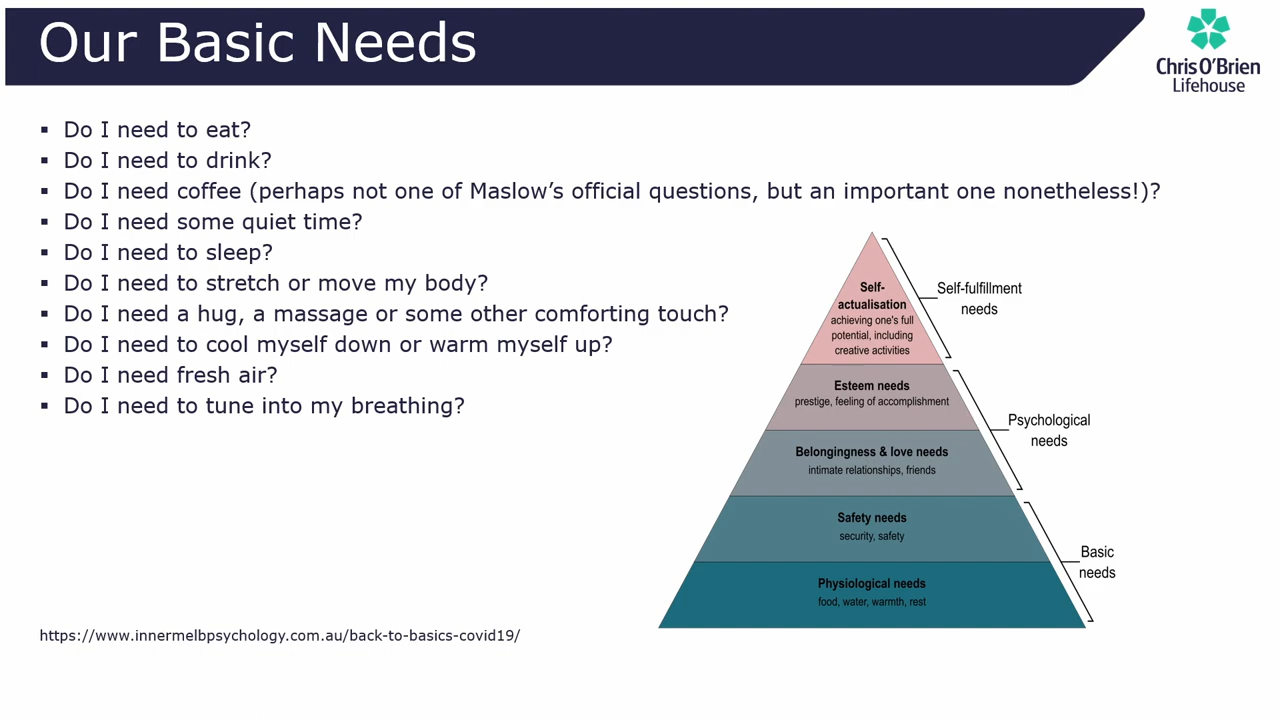 Our Basic Needs
Chris O'Brien
Lifehouse
▪ Do I need to eat?
▪ Do I need to drink?
▪ Do I need coffee (perhaps not one of Maslow’s official questions, but an important one nonetheless!)?
▪ Do I need some quiet time?
▪ Do I need to sleep?
▪ Do I need to stretch or move my body?
▪ Do I need a hug, a massage or some other comforting touch?
▪ Do I need to cool myself down or warm myself up?
▪ Do I need fresh air?
▪ Do I need to tune into my breathing?
Self-
actualisation
achieving one's full
potential, including
creative activities
Self-fulfillment
needs
Esteem needs
prestige, feeling of accomplishment
Belongingness & love needs
intimate relationships, friends
Psychological
needs
Safety needs
security, safety
Physiological needs
food, water, warmth, rest
Basic
needs
https://www.innermelbpsychology.com.au/back-to-basics-covid19/